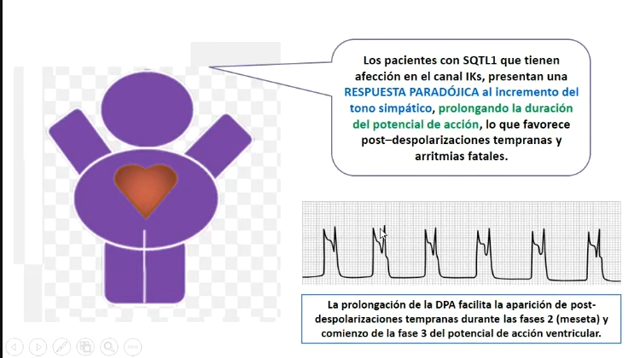 Los pacientes con SQTL1 que tienen
afección en el canal IKs, presentan una
RESPUESTA PARADÓJICA al incremento del
tono simpático, prolongando la duración
del potencial de acción, lo que favorece
post–despolarizaciones tempranas y
arritmias fatales.
La prolongación de la DPA facilita la aparición de post-
despolarizaciones tempranas durante las fases 2 (meseta) y
comienzo de la fase 3 del potencial de acción ventricular.